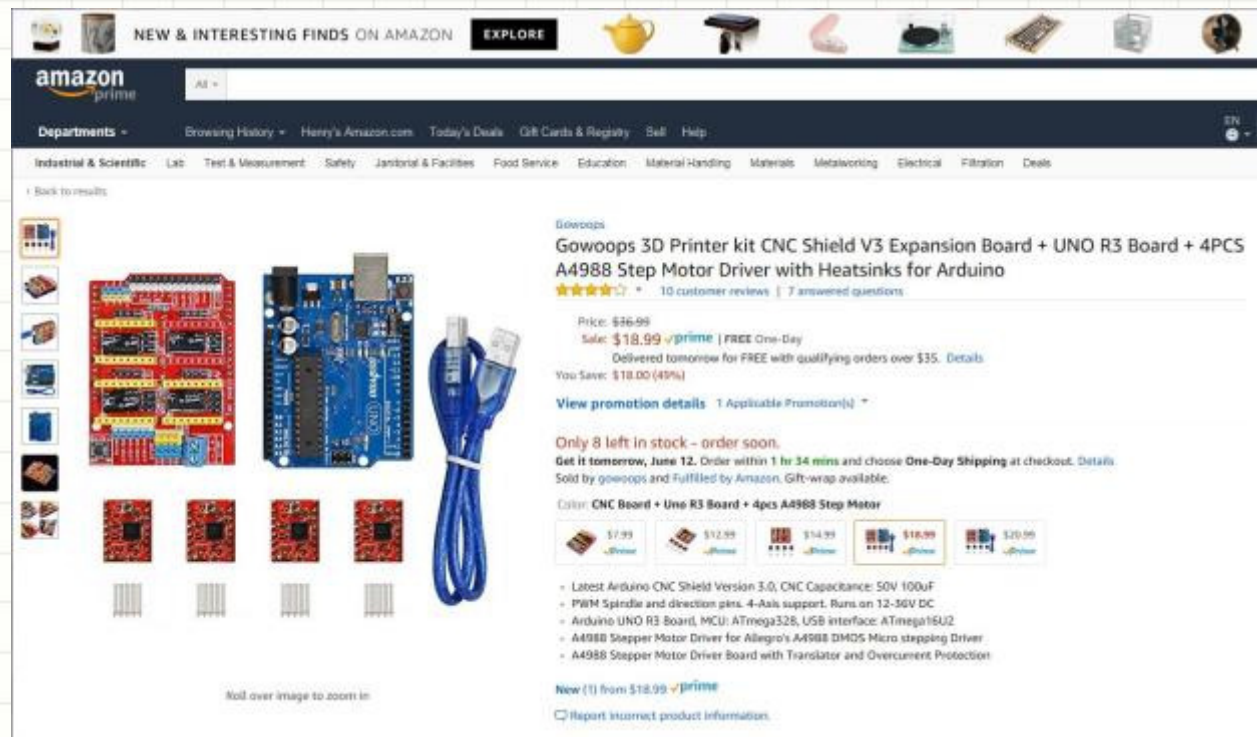 NEW & INTERESTING FINDS ON AMAZON EXPLORE
amazon
prime
All
Departments Browsing History Henry's Amazon.com Today's Deals Gift Cards & Registry Sell Help EN
Industrial & Scientific Lab Test & Measurement Safety Janitorial & Facilities Food Service Education Material Handling Materials Metalworking Electrical Filtration Deals
‹ Back to results
Gowoops
Gowoops 3D Printer kit CNC Shield V3 Expansion Board + UNO R3 Board + 4PCS
A4988 Step Motor Driver with Heatsinks for Arduino
10 customer reviews | 7 answered questions
Price: $36.99
Sale: $18.99 prime | FREE One-Day
Delivered tomorrow for FREE with qualifying orders over $35. Details
You Save: $18.00 (49%)
View promotion details 1 Applicable Promotion(s)
Only 8 left in stock - order soon.
Get it tomorrow, June 12. Order within 1 hr 34 mins and choose One-Day Shipping at checkout. Details
Sold by gowoops and Fulfilled by Amazon. Gift-wrap available.
Color: CNC Board + Uno R3 Board + 4pcs A4988 Step Motor
$7.99 $12.99 $14.99 $18.99 $20.99
Prime Prime Prime Prime Prime
- Latest Arduino CNC Shield Version 3.0, CNC Capacitance: 50V 100uF
- PWM Spindle and direction pins. 4-Axis support. Runs on 12-36V DC
- Arduino UNO R3 Board, MCU: ATmega328, USB interface: ATmega16U2
- A4988 Stepper Motor Driver for Allegro's A4988 DMOS Micro stepping Driver
- A4988 Stepper Motor Driver Board with Translator and Overcurrent Protection
New (1) from $18.99 prime
Report incorrect product information.
Roll over image to zoom in
UNO